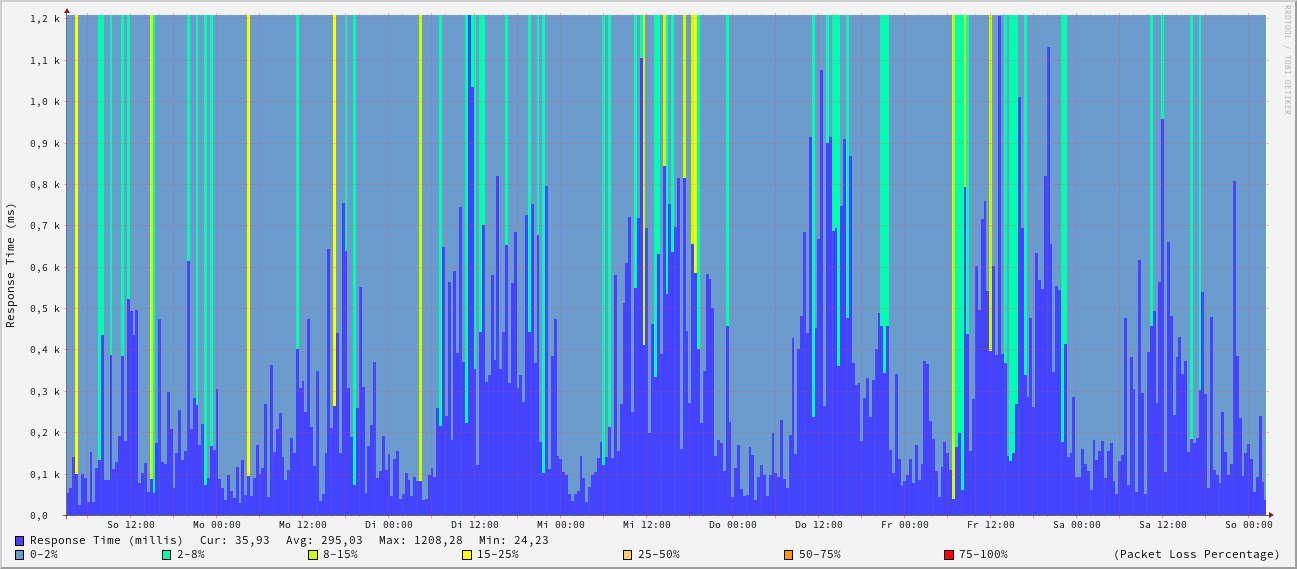 1,2 k
1,1 k
1,0 k
0,9 k
0,8 k
0,7 k
0,6 k
0,5 k
0,4 k
0,3 k
0,2 k
0,1 k
0,0
Response Time (ms)
RRDTOOL / TOBI OETIKER
So 12:00 Mo 00:00 Mo 12:00 Di 00:00 Di 12:00 Mi 00:00 Mi 12:00 Do 00:00 Do 12:00 Fr 00:00 Fr 12:00 Sa 00:00 Sa 12:00 So 00:00
Response Time (millis) Cur: 35,93 Avg: 295,03 Max: 1208,28 Min: 24,23
0-2% 2-8% 8-15% 15-25% 25-50% 50-75% 75-100% (Packet Loss Percentage)